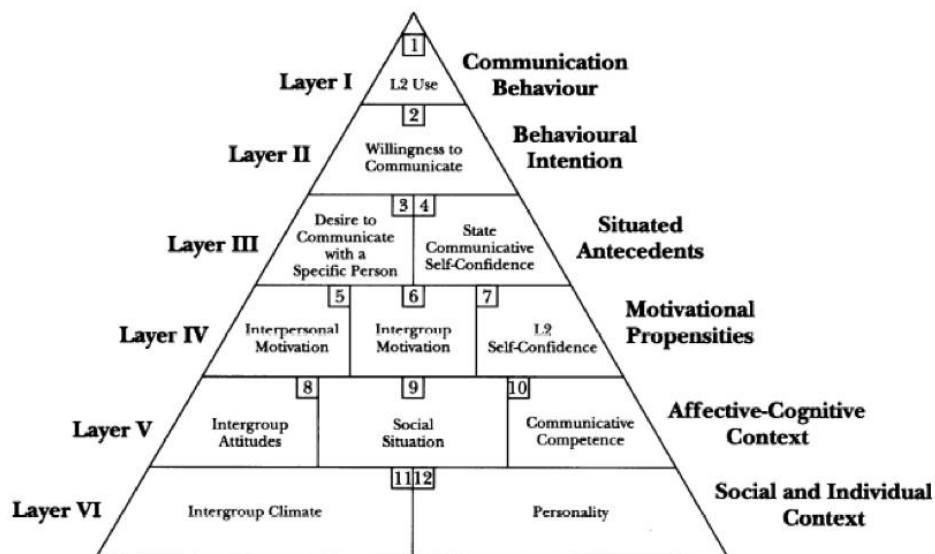 1
Layer I
L2 Use
Communication
Behaviour
2
Layer II
Willingness to
Communicate
Behavioural
Intention
3 4
Layer III
Desire to
Communicate
with a
Specific Person
State
Communicative
Self-Confidence
Situated
Antecedents
5 6 7
Layer IV
Interpersonal
Motivation
Intergroup
Motivation
L2
Self-Confidence
Motivational
Propensities
8 9 10
Layer V
Intergroup
Attitudes
Social
Situation
Communicative
Competence
Affective-Cognitive
Context
11 12
Layer VI
Intergroup Climate
Personality
Social and Individual
Context